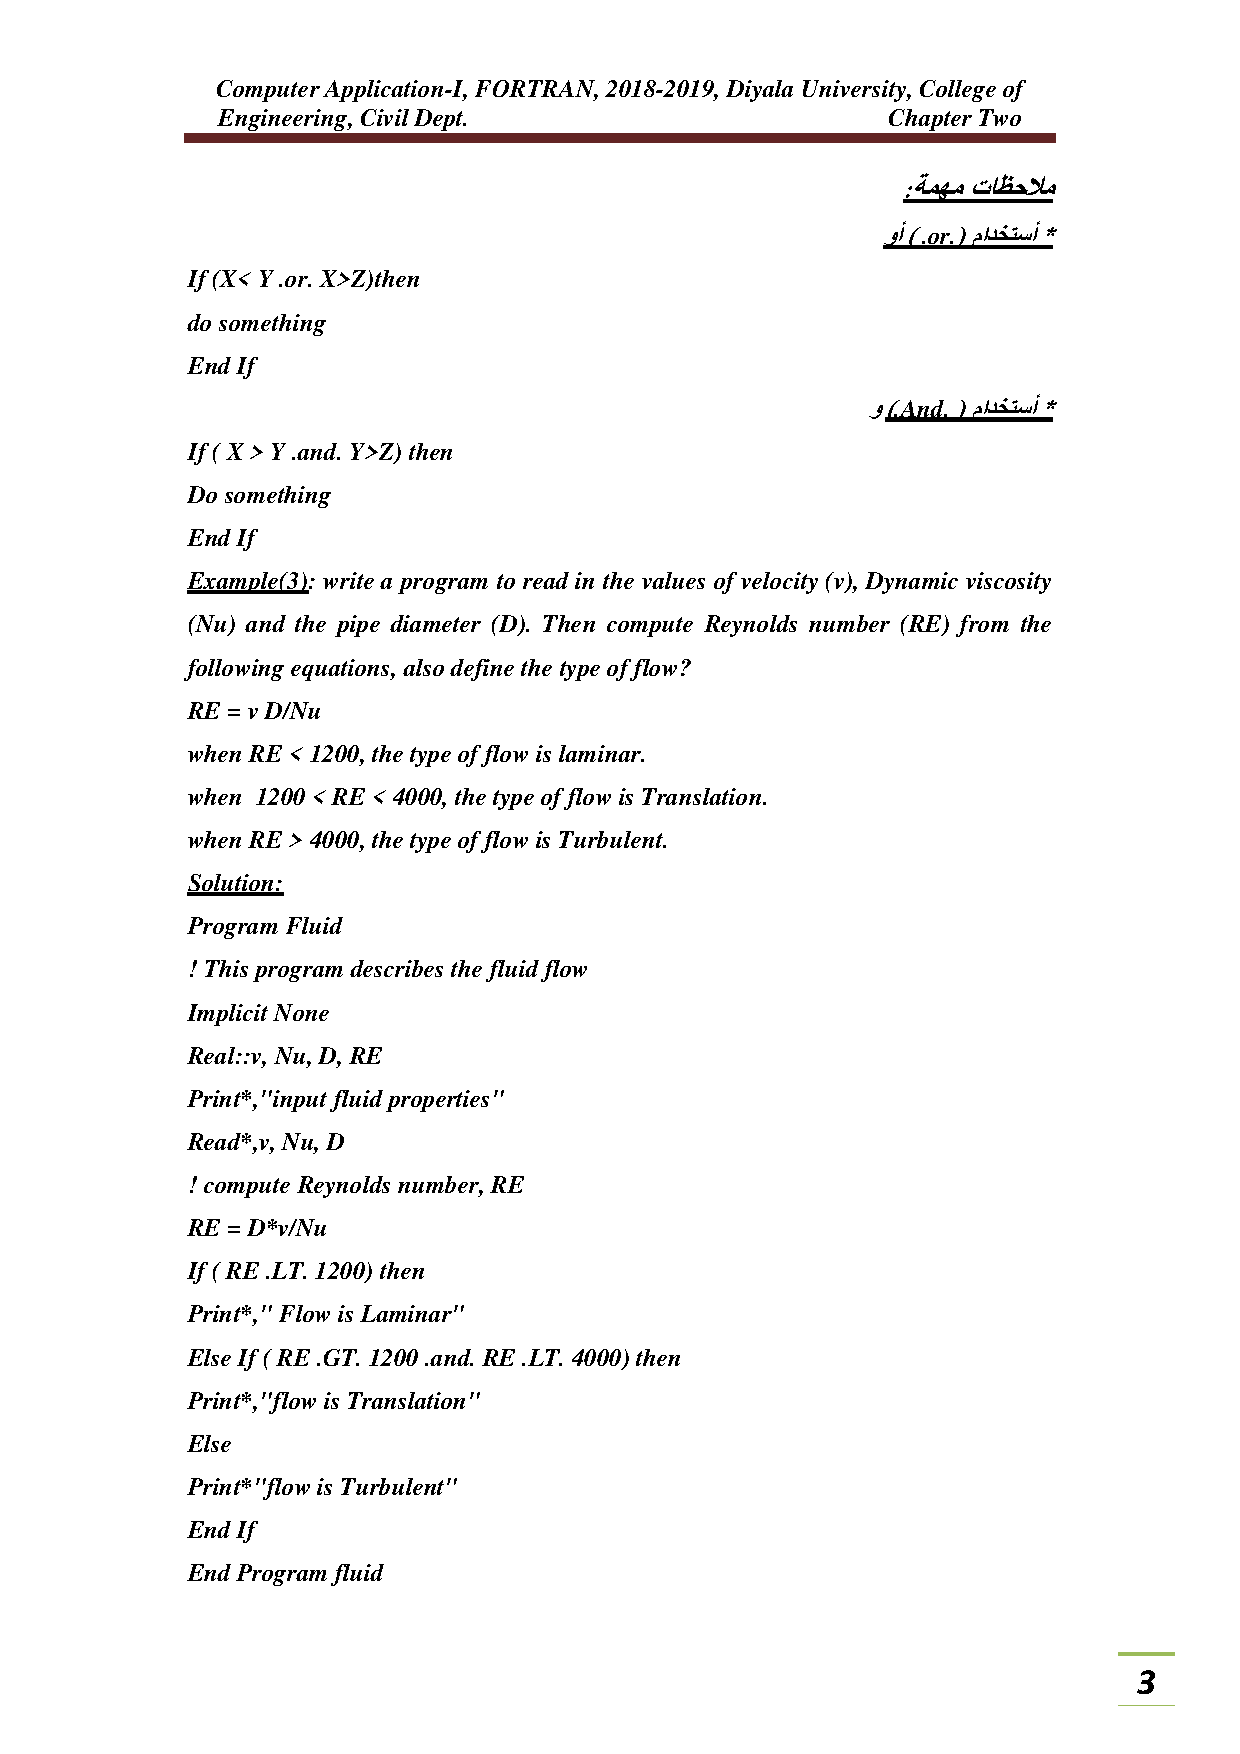 Computer Application-I, FORTRAN, 2018-2019, Diyala University, College of
Engineering, Civil Dept. Chapter Two
ملاحظات مهمة:
* أستخدام ( .or. ) أو
If (X< Y .or. X>Z)then
do something
End If
* أستخدام ( .And.) و
If ( X > Y .and. Y>Z) then
Do something
End If
Example(3): write a program to read in the values of velocity (v), Dynamic viscosity
(Nu) and the pipe diameter (D). Then compute Reynolds number (RE) from the
following equations, also define the type of flow?
RE = v D/Nu
when RE < 1200, the type of flow is laminar.
when 1200 < RE < 4000, the type of flow is Translation.
when RE > 4000, the type of flow is Turbulent.
Solution:
Program Fluid
! This program describes the fluid flow
Implicit None
Real::v, Nu, D, RE
Print*,"input fluid properties"
Read*,v, Nu, D
! compute Reynolds number, RE
RE = D*v/Nu
If ( RE .LT. 1200) then
Print*," Flow is Laminar"
Else If ( RE .GT. 1200 .and. RE .LT. 4000) then
Print*,"flow is Translation"
Else
Print*"flow is Turbulent"
End If
End Program fluid
3